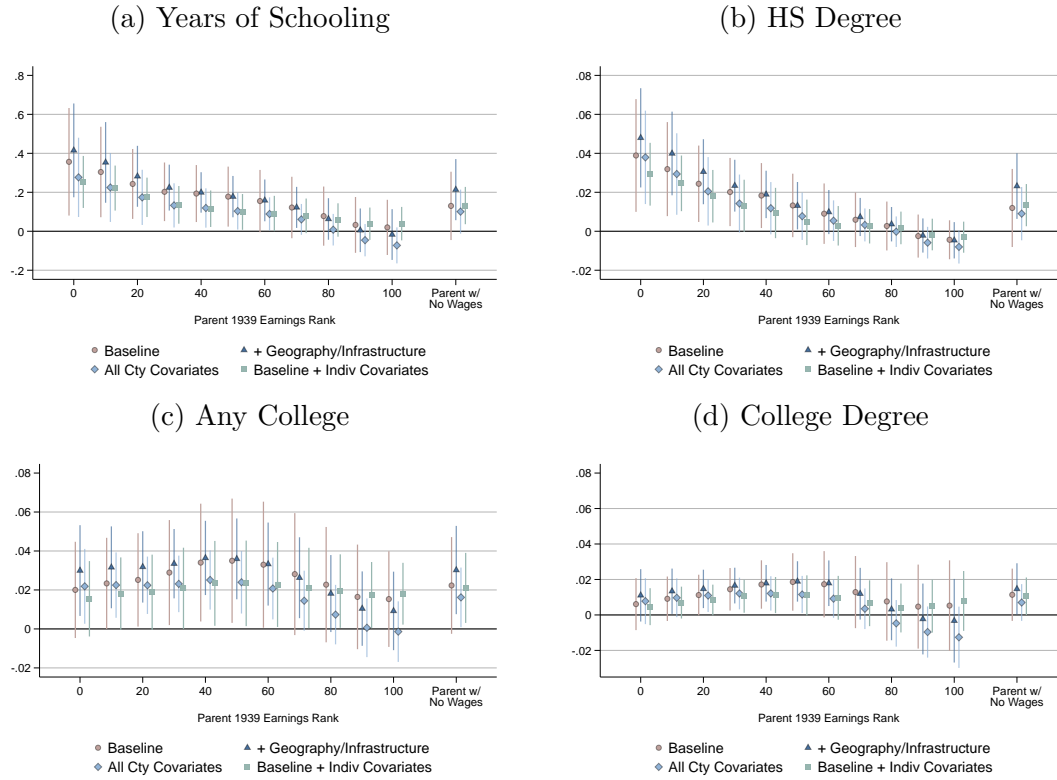 (a) Years of Schooling
.8
.6
.4
.2
0
-.2
0 20 40 60 80 100 Parent w/
No Wages
Parent 1939 Earnings Rank
Baseline + Geography/Infrastructure
All Cty Covariates Baseline + Indiv Covariates
(b) HS Degree
.08
.06
.04
.02
0
-.02
0 20 40 60 80 100 Parent w/
No Wages
Parent 1939 Earnings Rank
Baseline + Geography/Infrastructure
All Cty Covariates Baseline + Indiv Covariates
(c) Any College
.08
.06
.04
.02
0
-.02
0 20 40 60 80 100 Parent w/
No Wages
Parent 1939 Earnings Rank
Baseline + Geography/Infrastructure
All Cty Covariates Baseline + Indiv Covariates
(d) College Degree
.08
.06
.04
.02
0
-.02
0 20 40 60 80 100 Parent w/
No Wages
Parent 1939 Earnings Rank
Baseline + Geography/Infrastructure
All Cty Covariates Baseline + Indiv Covariates